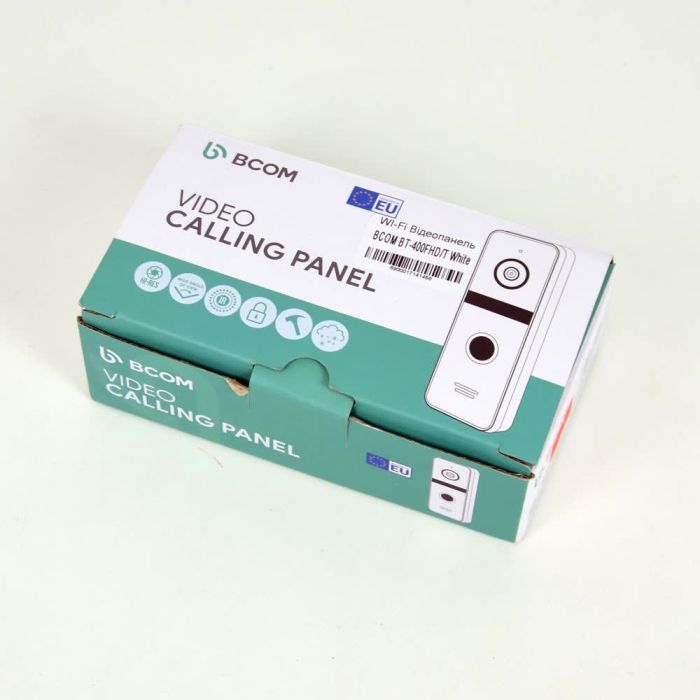 BCOM
VIDEO
CALLING PANEL
EU
Wi-Fi Відеопанель
BCOM BT-400FHD/T White
HI-RES
BCOM
VIDEO
CALLING PANEL
EU